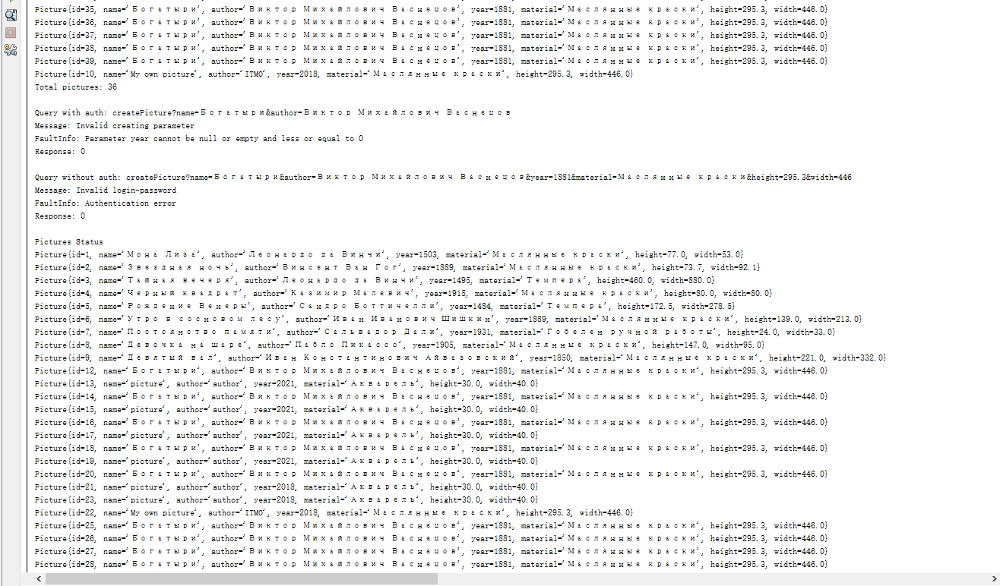 Picture{id=35, name='Богатыри', author='Виктор Михайлович Васнецов', year=1881, material='Маслянные краски', height=295.3, width=446.0}
Picture{id=36, name='Богатыри', author='Виктор Михайлович Васнецов', year=1881, material='Маслянные краски', height=295.3, width=446.0}
Picture{id=37, name='Богатыри', author='Виктор Михайлович Васнецов', year=1881, material='Маслянные краски', height=295.3, width=446.0}
Picture{id=38, name='Богатыри', author='Виктор Михайлович Васнецов', year=1881, material='Маслянные краски', height=295.3, width=446.0}
Picture{id=39, name='Богатыри', author='Виктор Михайлович Васнецов', year=1881, material='Маслянные краски', height=295.3, width=446.0}
Picture{id=10, name='My own picture', author='ITMO', year=2018, material='Маслянные краски', height=295.3, width=446.0}
Total pictures: 36
Query with auth: createPicture?name=Богатыри&author=Виктор Михайлович Васнецов
Message: Invalid creating parameter
FaultInfo: Parameter year cannot be null or empty and less or equal to 0
Response: 0
Query without auth: createPicture?name=Богатыри&author=Виктор Михайлович Васнецов&year=1881&material=Маслянные краски&height=295.3&width=446
Message: Invalid login-password
FaultInfo: Authentication error
Response: 0
Pictures Status
Picture{id=1, name='Мона Лиза', author='Леонардо да Винчи', year=1503, material='Маслянные краски', height=77.0, width=53.0}
Picture{id=2, name='Звездная ночь', author='Винсент Ван Гог', year=1889, material='Маслянные краски', height=73.7, width=92.1}
Picture{id=3, name='Тайная вечеря', author='Леонардо да Винчи', year=1495, material='Темпера', height=460.0, width=880.0}
Picture{id=4, name='Черный квадрат', author='Казимир Малевич', year=1915, material='Маслянные краски', height=80.0, width=80.0}
Picture{id=5, name='Рождение Венеры', author='Сандро Боттичелли', year=1484, material='Темпера', height=172.5, width=278.5}
Picture{id=6, name='Утро в сосновом лесу', author='Иван Иванович Шишкин', year=1889, material='Маслянные краски', height=139.0, width=213.0}
Picture{id=7, name='Постоянство памяти', author='Сальвадор Дали', year=1931, material='Гобелен ручной работы', height=24.0, width=33.0}
Picture{id=8, name='Девочка на шаре', author='Пабло Пикассо', year=1905, material='Маслянные краски', height=147.0, width=95.0}
Picture{id=9, name='Девятый вал', author='Иван Константинович Айвазовский', year=1850, material='Маслянные краски', height=221.0, width=332.0}
Picture{id=12, name='Богатыри', author='Виктор Михайлович Васнецов', year=1881, material='Маслянные краски', height=295.3, width=446.0}
Picture{id=13, name='picture', author='author', year=2021, material='Акварель', height=30.0, width=40.0}
Picture{id=14, name='Богатыри', author='Виктор Михайлович Васнецов', year=1881, material='Маслянные краски', height=295.3, width=446.0}
Picture{id=15, name='picture', author='author', year=2021, material='Акварель', height=30.0, width=40.0}
Picture{id=16, name='Богатыри', author='Виктор Михайлович Васнецов', year=1881, material='Маслянные краски', height=295.3, width=446.0}
Picture{id=17, name='picture', author='author', year=2021, material='Акварель', height=30.0, width=40.0}
Picture{id=18, name='Богатыри', author='Виктор Михайлович Васнецов', year=1881, material='Маслянные краски', height=295.3, width=446.0}
Picture{id=19, name='picture', author='author', year=2021, material='Акварель', height=30.0, width=40.0}
Picture{id=20, name='Богатыри', author='Виктор Михайлович Васнецов', year=1881, material='Маслянные краски', height=295.3, width=446.0}
Picture{id=21, name='picture', author='author', year=2018, material='Акварель', height=30.0, width=40.0}
Picture{id=23, name='picture', author='author', year=2018, material='Акварель', height=30.0, width=40.0}
Picture{id=22, name='My own picture', author='ITMO', year=2018, material='Маслянные краски', height=295.3, width=446.0}
Picture{id=25, name='Богатыри', author='Виктор Михайлович Васнецов', year=1881, material='Маслянные краски', height=295.3, width=446.0}
Picture{id=26, name='Богатыри', author='Виктор Михайлович Васнецов', year=1881, material='Маслянные краски', height=295.3, width=446.0}
Picture{id=27, name='Богатыри', author='Виктор Михайлович Васнецов', year=1881, material='Маслянные краски', height=295.3, width=446.0}
Picture{id=28, name='Богатыри', author='Виктор Михайлович Васнецов', year=1881, material='Маслянные краски', height=295.3, width=446.0}